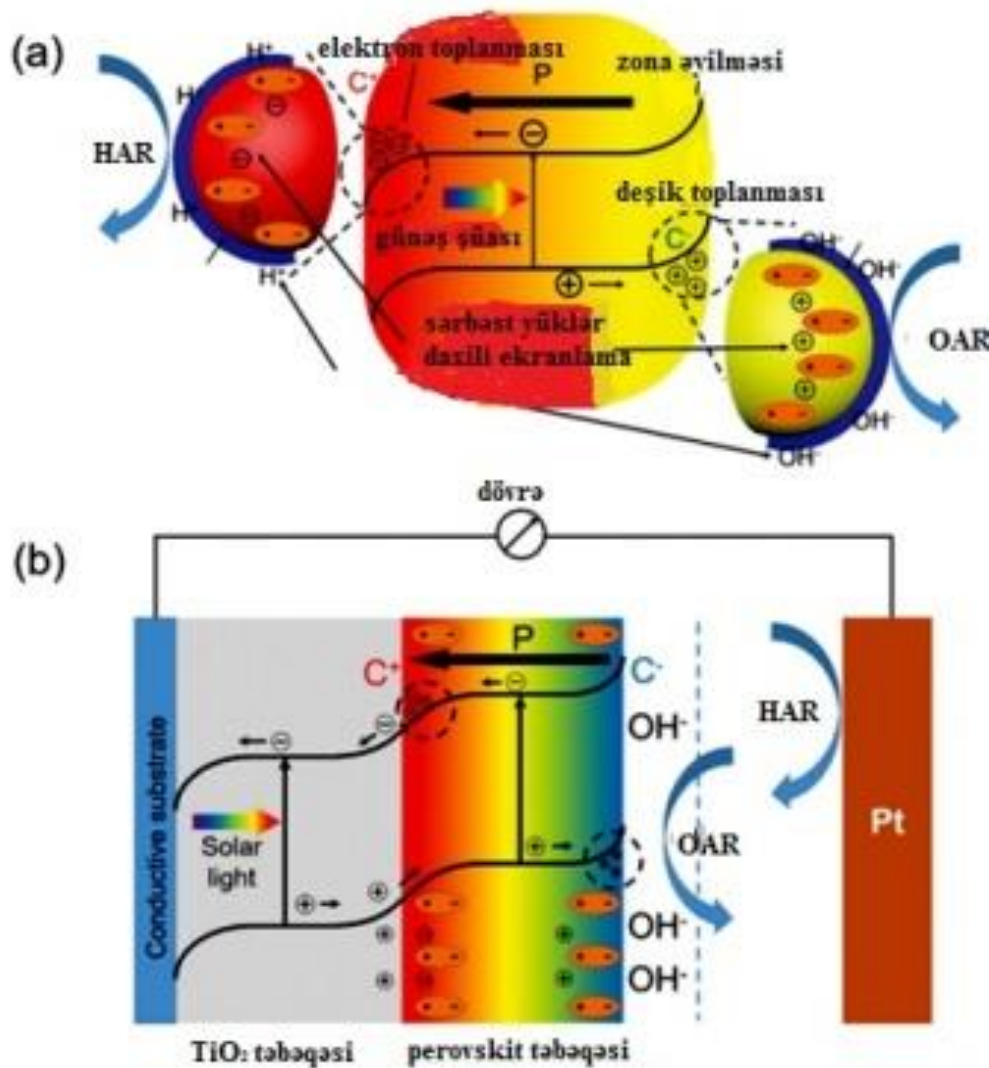 (a)
H⁺
elektron toplanması
C⁺
P
zona əyilməsi
H⁺
HAR
günəş şüası
deşik toplanması
C⁻
H⁺
H⁺
sərbəst yüklər
daxili ekranlama
OH⁻
OH⁻
OAR
OH⁻
OH⁻
dövrə
(b)
P
C⁺
C⁻
OH⁻
HAR
Conductive substrate
Solar
light
OAR
Pt
OH⁻
OH⁻
TiO₂ təbəqəsi
perovskit təbəqəsi